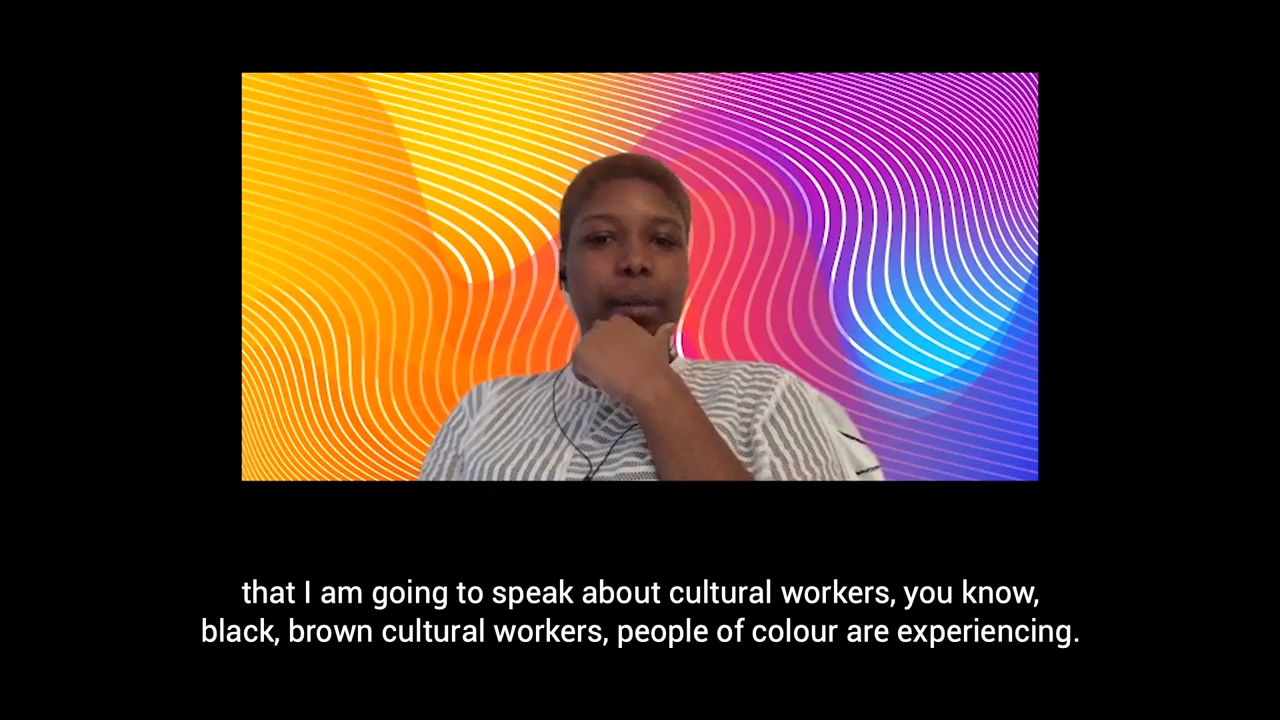 that I am going to speak about cultural workers, you know,
black, brown cultural workers, people of colour are experiencing.